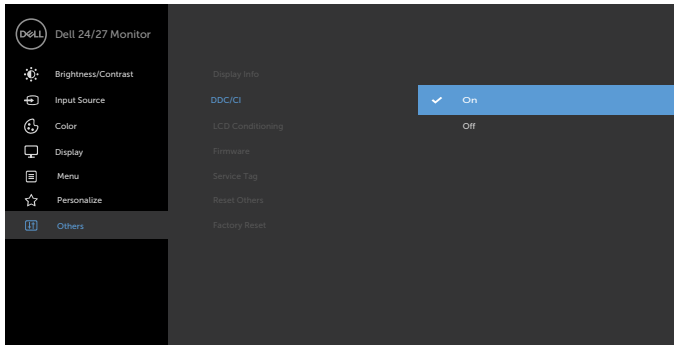 DELL
Dell 24/27 Monitor
Brightness/Contrast
Input Source
Color
Display
Menu
Personalize
Others
Display Info
DDC/CI
LCD Conditioning
Firmware
Service Tag
Reset Others
Factory Reset
On
Off